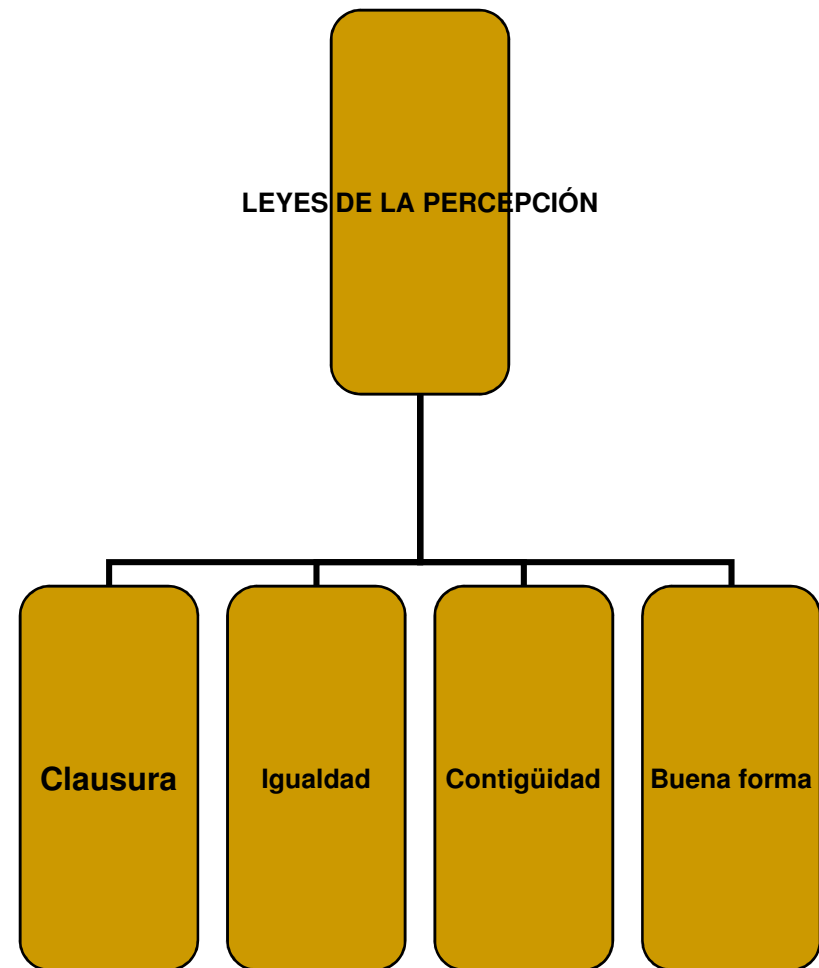 LEYES DE LA PERCEPCIÓN
Clausura
Igualdad
Contigüidad
Buena forma